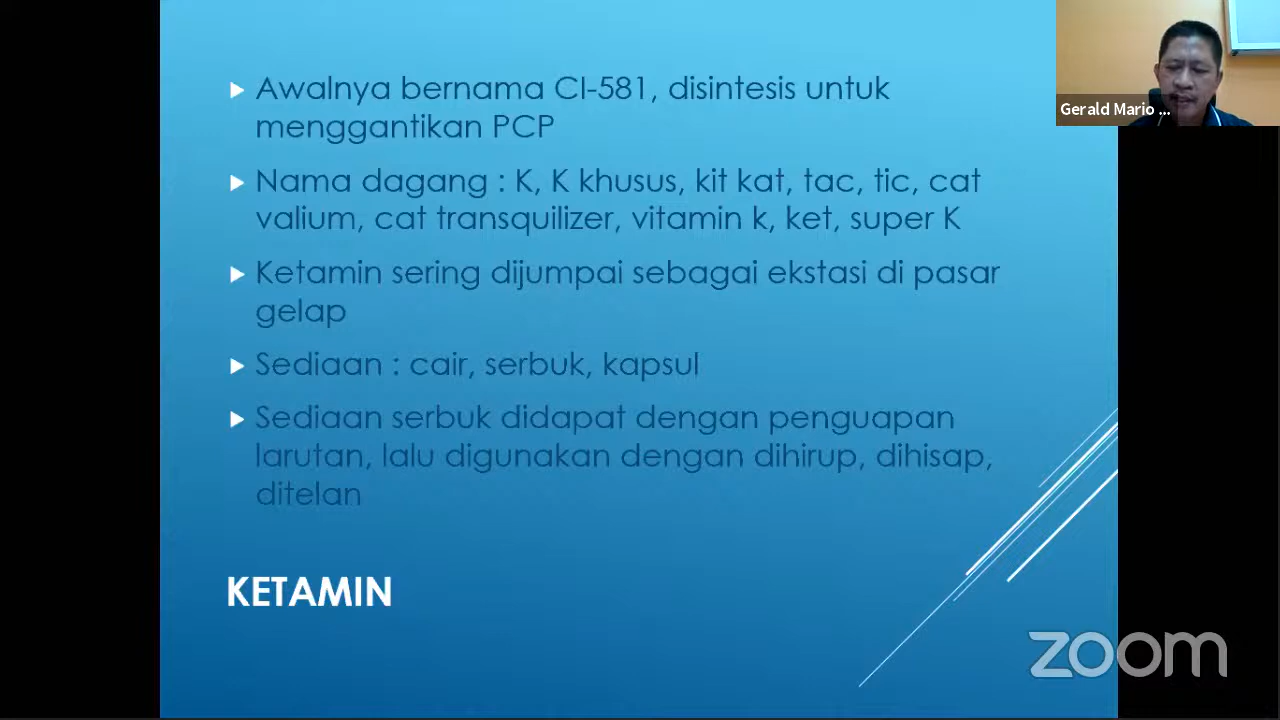 Awalnya bernama CI-581, disintesis untuk
menggantikan PCP
Nama dagang : K, K khusus, kit kat, tac, tic, cat
valium, cat transquilizer, vitamin k, ket, super K
Ketamin sering dijumpai sebagai ekstasi di pasar
gelap
Sediaan : cair, serbuk, kapsul
Sediaan serbuk didapat dengan penguapan
larutan, lalu digunakan dengan dihirup, dihisap,
ditelan
KETAMIN
Gerald Mario ...
zoom